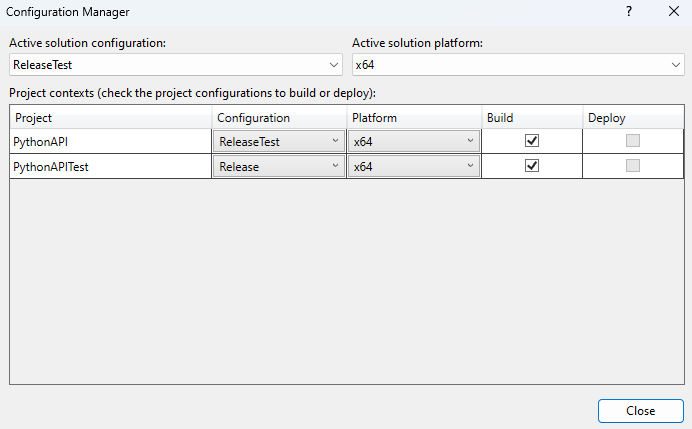 Configuration Manager ?
Active solution configuration: Active solution platform:
ReleaseTest x64
Project contexts (check the project configurations to build or deploy):
Project Configuration Platform Build Deploy
PythonAPI ReleaseTest x64
PythonAPITest Release x64
Close